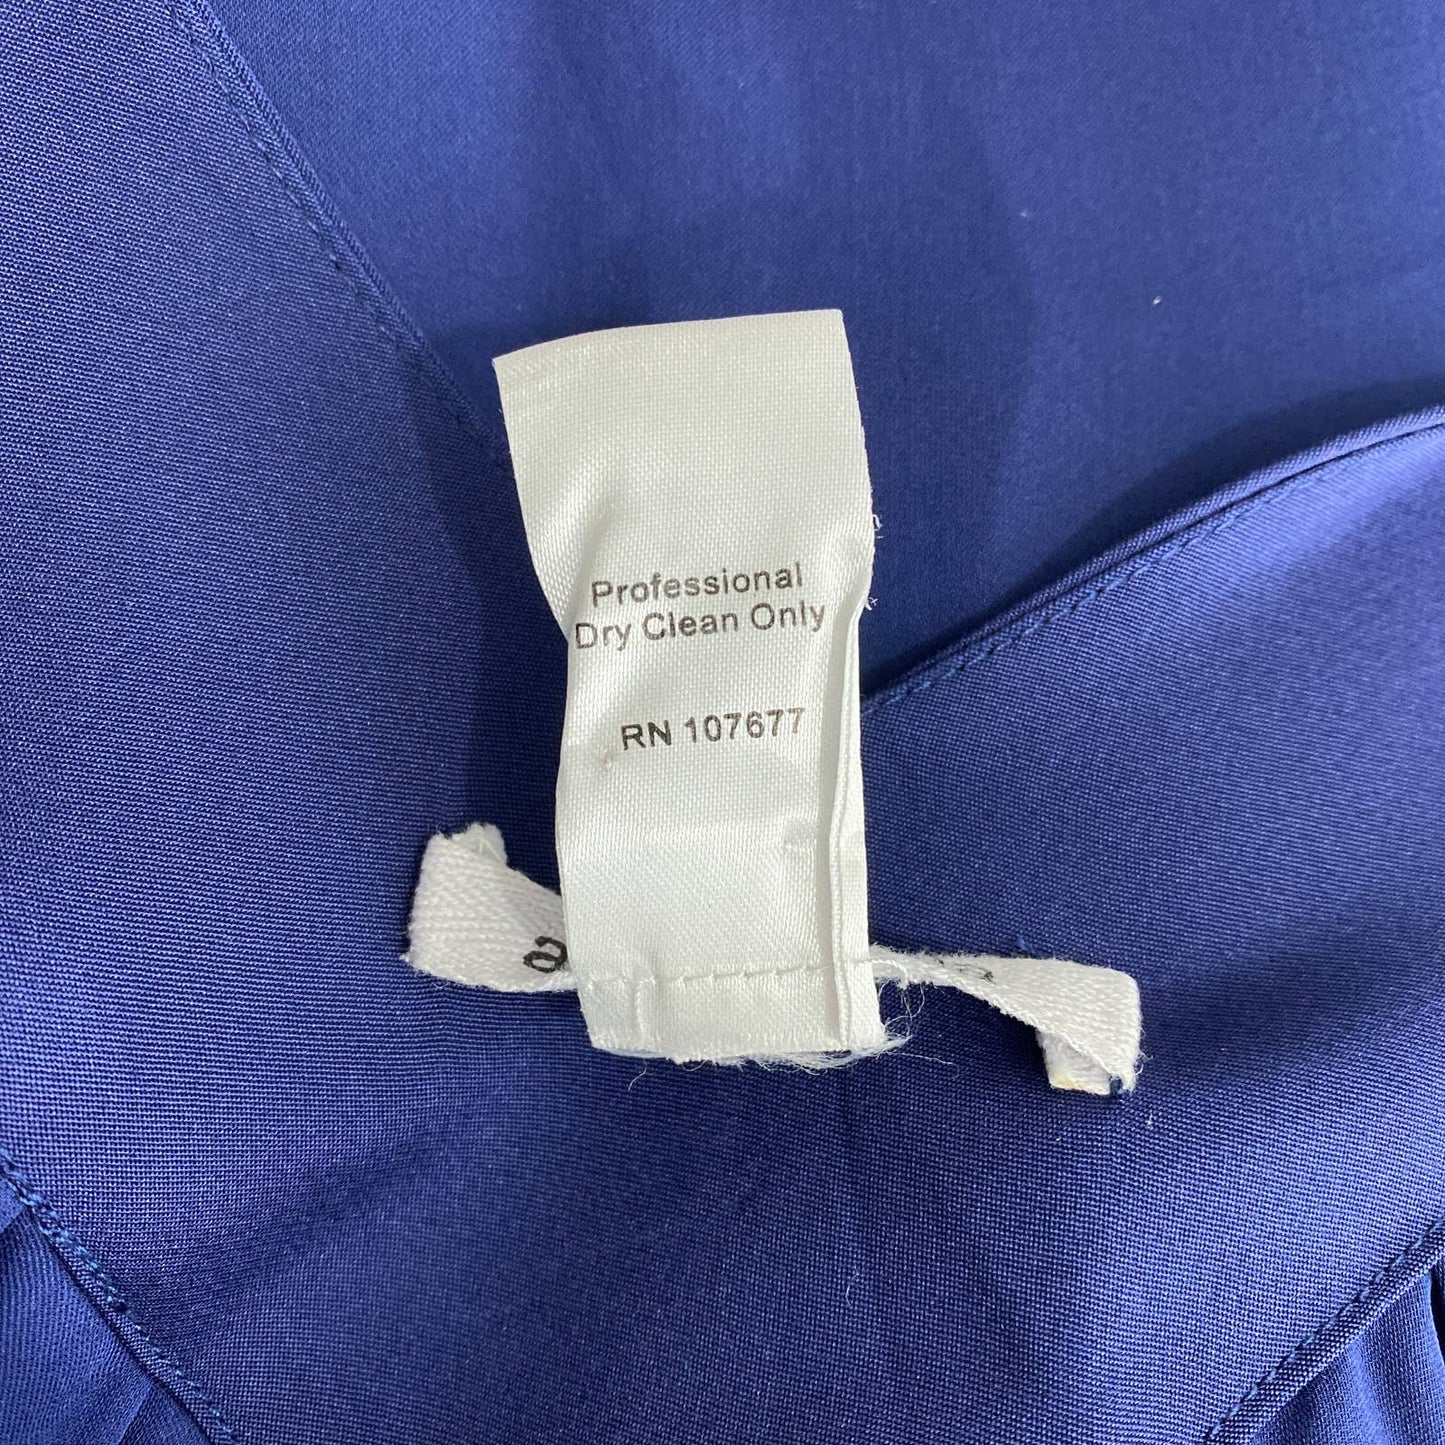 Professional
Dry Clean Only
RN 107677